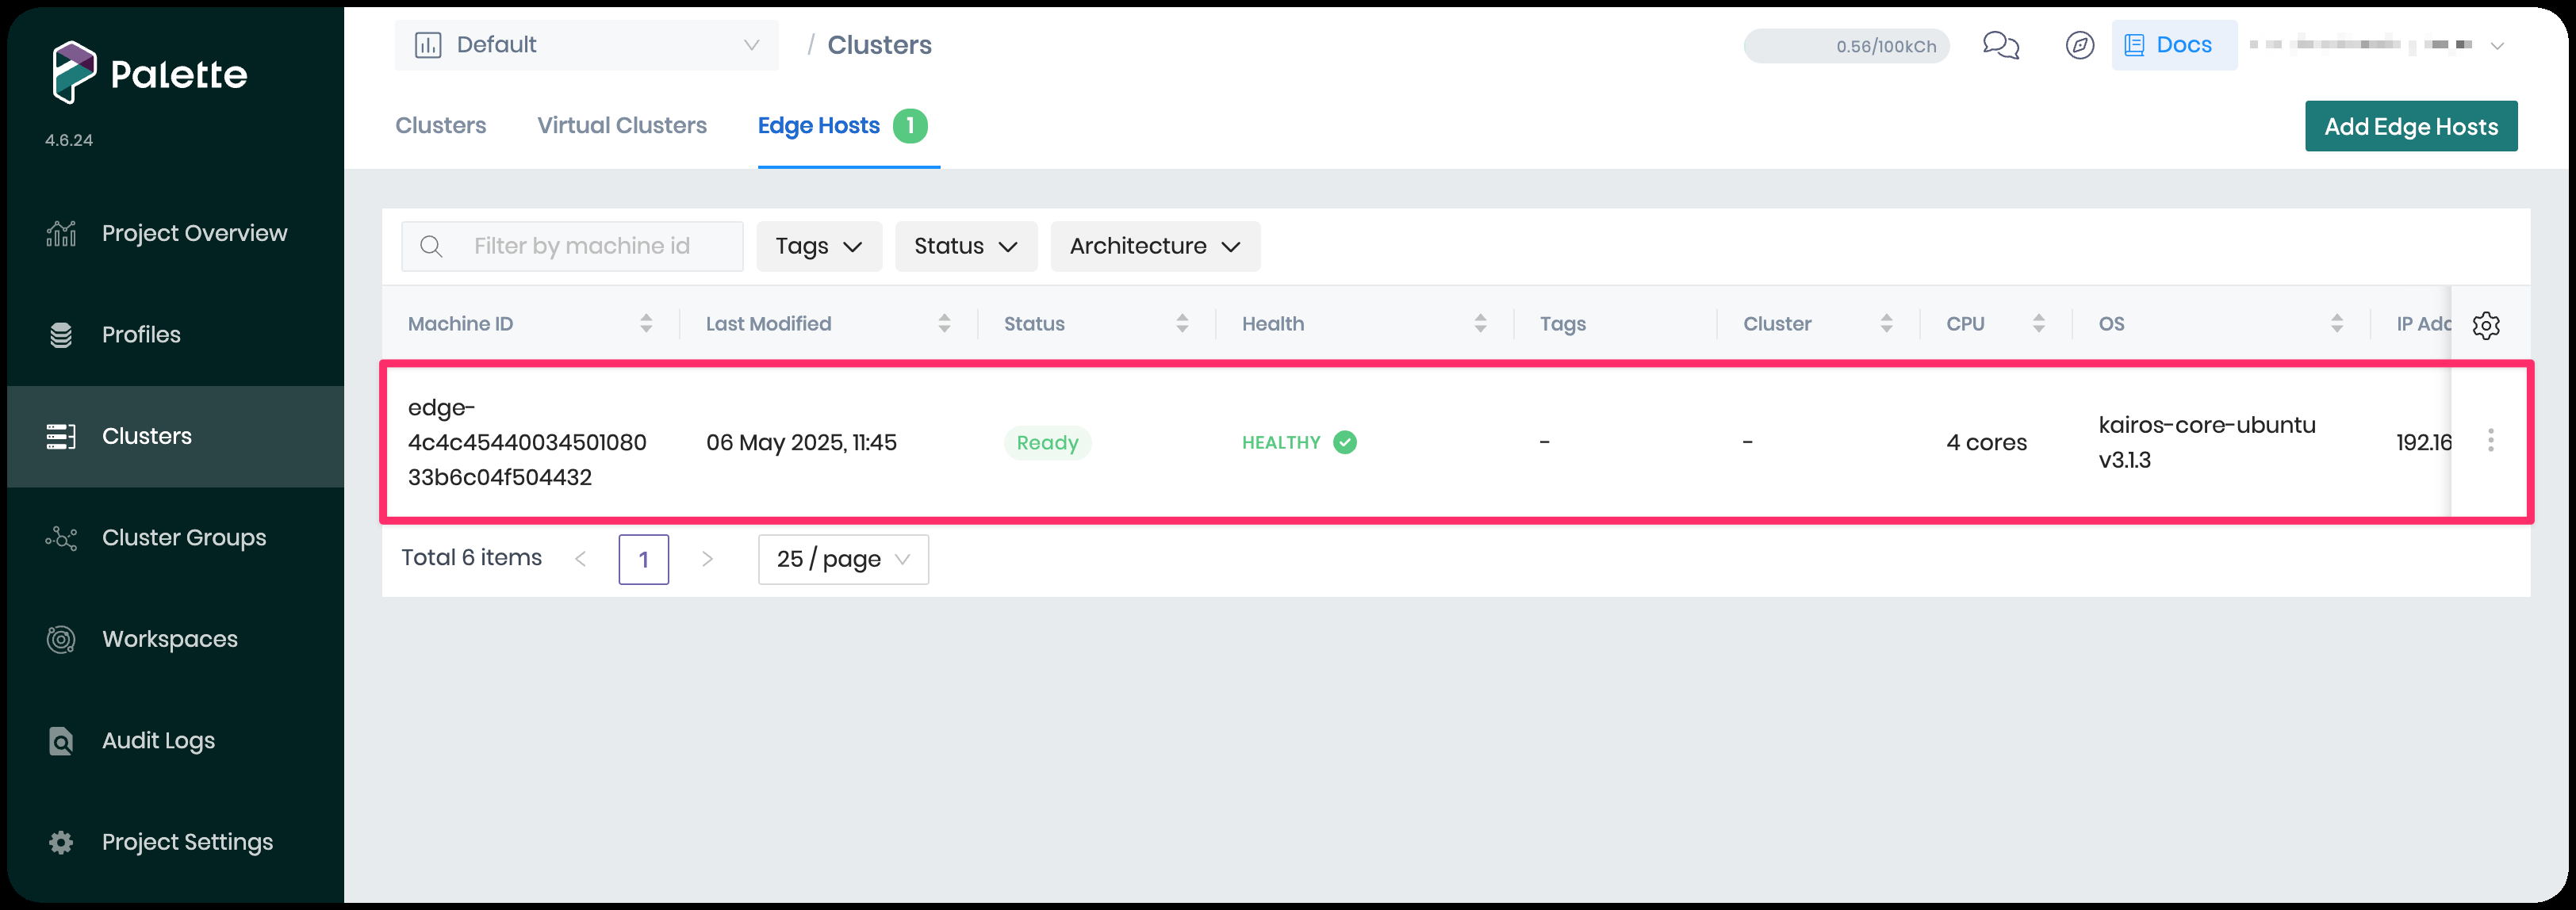 Palette
4.6.24
Project Overview
Profiles
Clusters
Cluster Groups
Workspaces
Audit Logs
Project Settings
Default
/ Clusters
0.56/100kCh
Docs
Clusters
Virtual Clusters
Edge Hosts 1
Add Edge Hosts
Filter by machine id
Tags
Status
Architecture
Machine ID
Last Modified
Status
Health
Tags
Cluster
CPU
OS
IP Adc
edge-
4c4c45440034501080
33b6c04f504432
06 May 2025, 11:45
Ready
HEALTHY
-
-
4 cores
kairos-core-ubuntu
v3.1.3
192.16
Total 6 items
1
25 / page